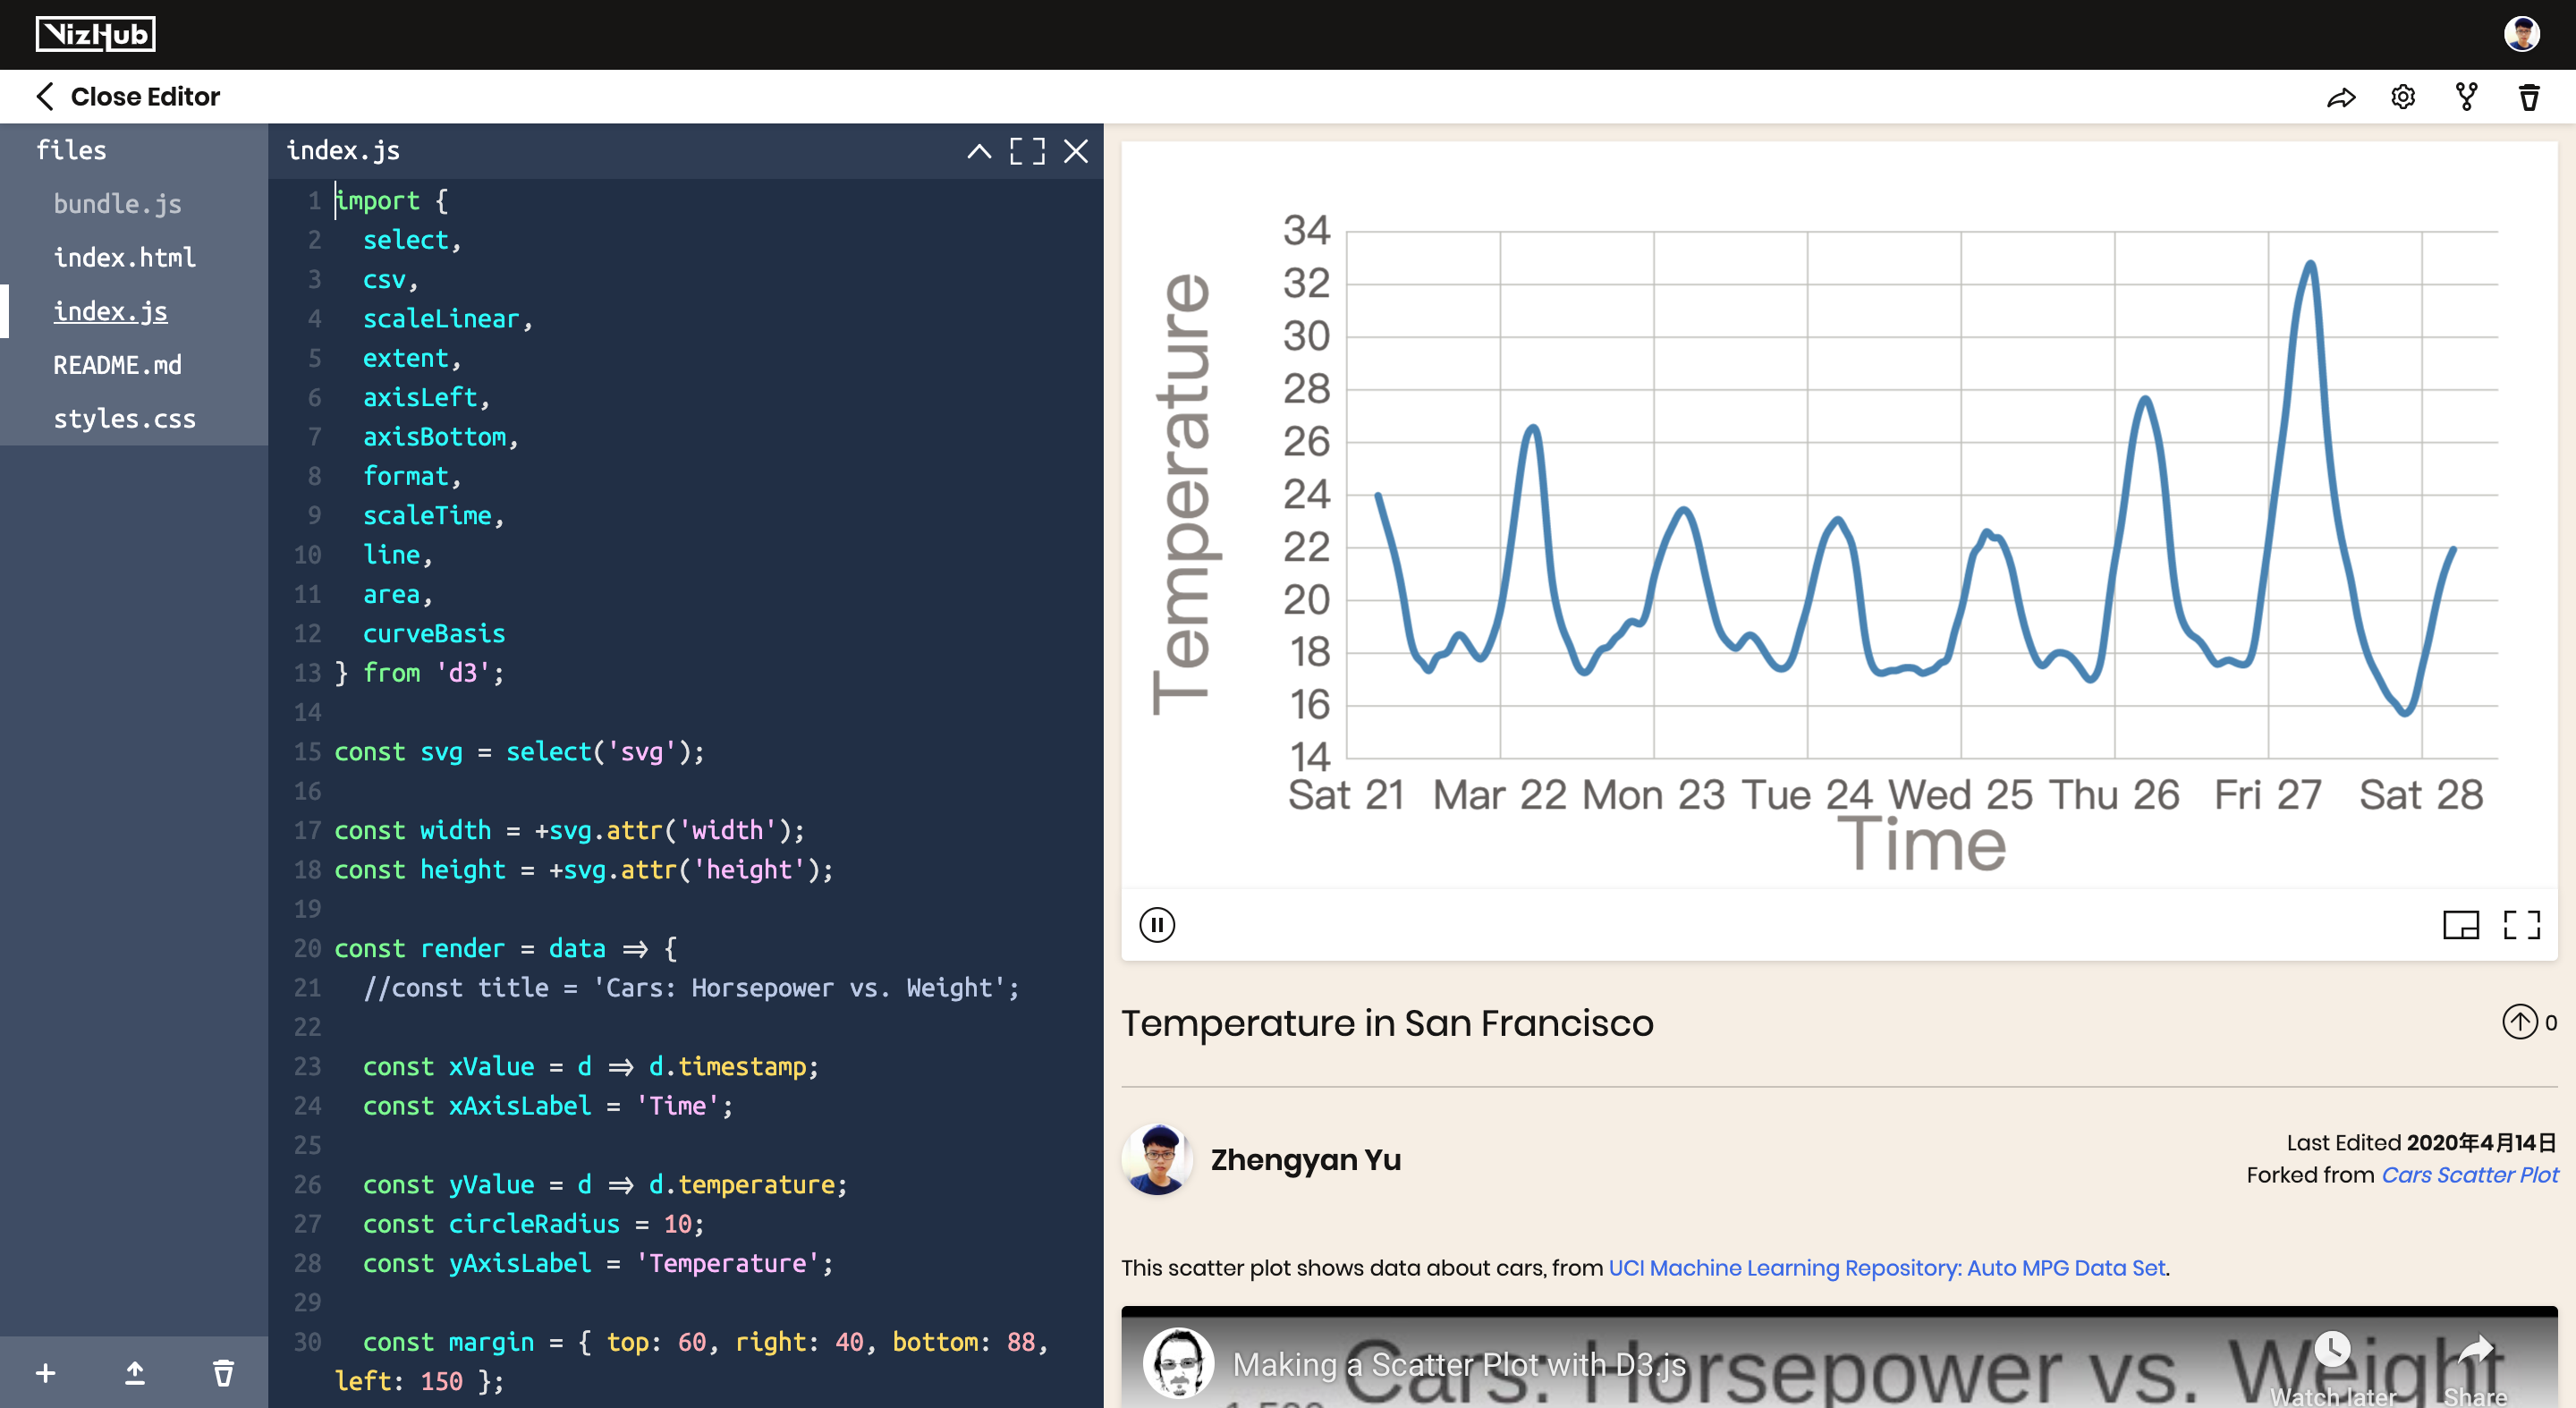 VizHub
Close Editor
files
bundle.js
index.html
index.js
README.md
styles.css
index.js
1 import {
2 select,
3 csv,
4 scaleLinear,
5 extent,
6 axisLeft,
7 axisBottom,
8 format,
9 scaleTime,
10 line,
11 area,
12 curveBasis
13 } from 'd3';
14
15 const svg = select('svg');
16
17 const width = +svg.attr('width');
18 const height = +svg.attr('height');
19
20 const render = data => {
21 //const title = 'Cars: Horsepower vs. Weight';
22
23 const xValue = d => d.timestamp;
24 const xAxisLabel = 'Time';
25
26 const yValue = d => d.temperature;
27 const circleRadius = 10;
28 const yAxisLabel = 'Temperature';
29
30 const margin = { top: 60, right: 40, bottom: 88,
left: 150 };
Temperature
34
32
30
28
26
24
22
20
18
16
14
Sat 21 Mar 22 Mon 23 Tue 24 Wed 25 Thu 26 Fri 27 Sat 28
Time
Temperature in San Francisco
0
Zhengyan Yu
Last Edited 2020年4月14日
Forked from Cars Scatter Plot
This scatter plot shows data about cars, from UCI Machine Learning Repository: Auto MPG Data Set.
Making a Scatter Plot with D3.js
Cars: Horsepower vs. Weight
Watch later Share